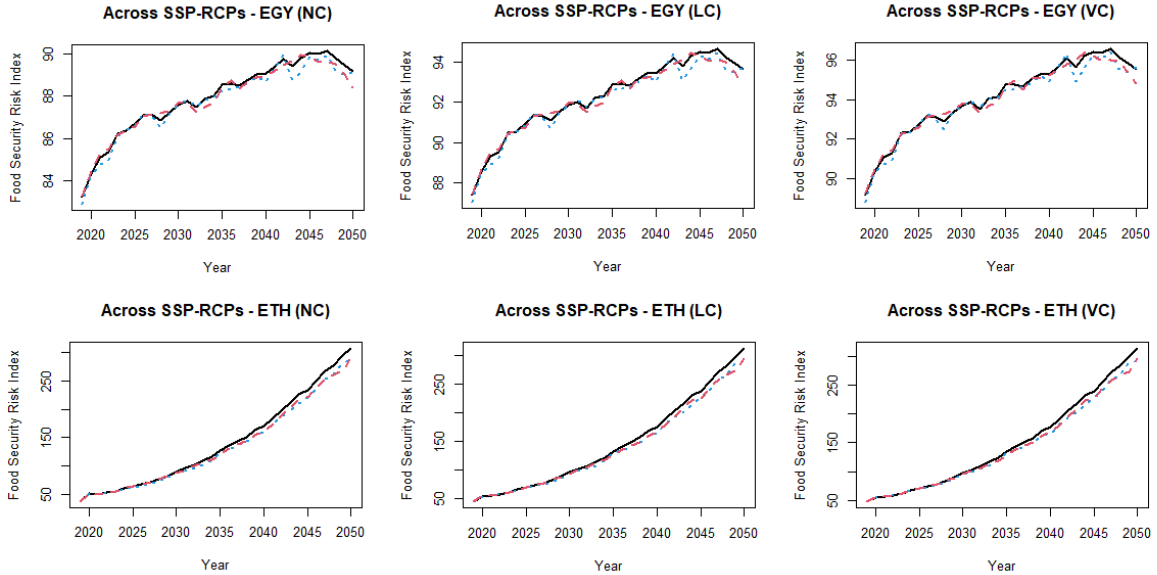 Across SSP-RCPs - EGY (NC)
Food Security Risk Index
90
88
86
84
2020 2025 2030 2035 2040 2045 2050
Year
Across SSP-RCPs - EGY (LC)
Food Security Risk Index
94
92
90
88
2020 2025 2030 2035 2040 2045 2050
Year
Across SSP-RCPs - EGY (VC)
Food Security Risk Index
96
94
92
90
2020 2025 2030 2035 2040 2045 2050
Year
Across SSP-RCPs - ETH (NC)
Food Security Risk Index
250
150
50
2020 2025 2030 2035 2040 2045 2050
Year
Across SSP-RCPs - ETH (LC)
Food Security Risk Index
250
150
50
2020 2025 2030 2035 2040 2045 2050
Year
Across SSP-RCPs - ETH (VC)
Food Security Risk Index
250
150
50
2020 2025 2030 2035 2040 2045 2050
Year